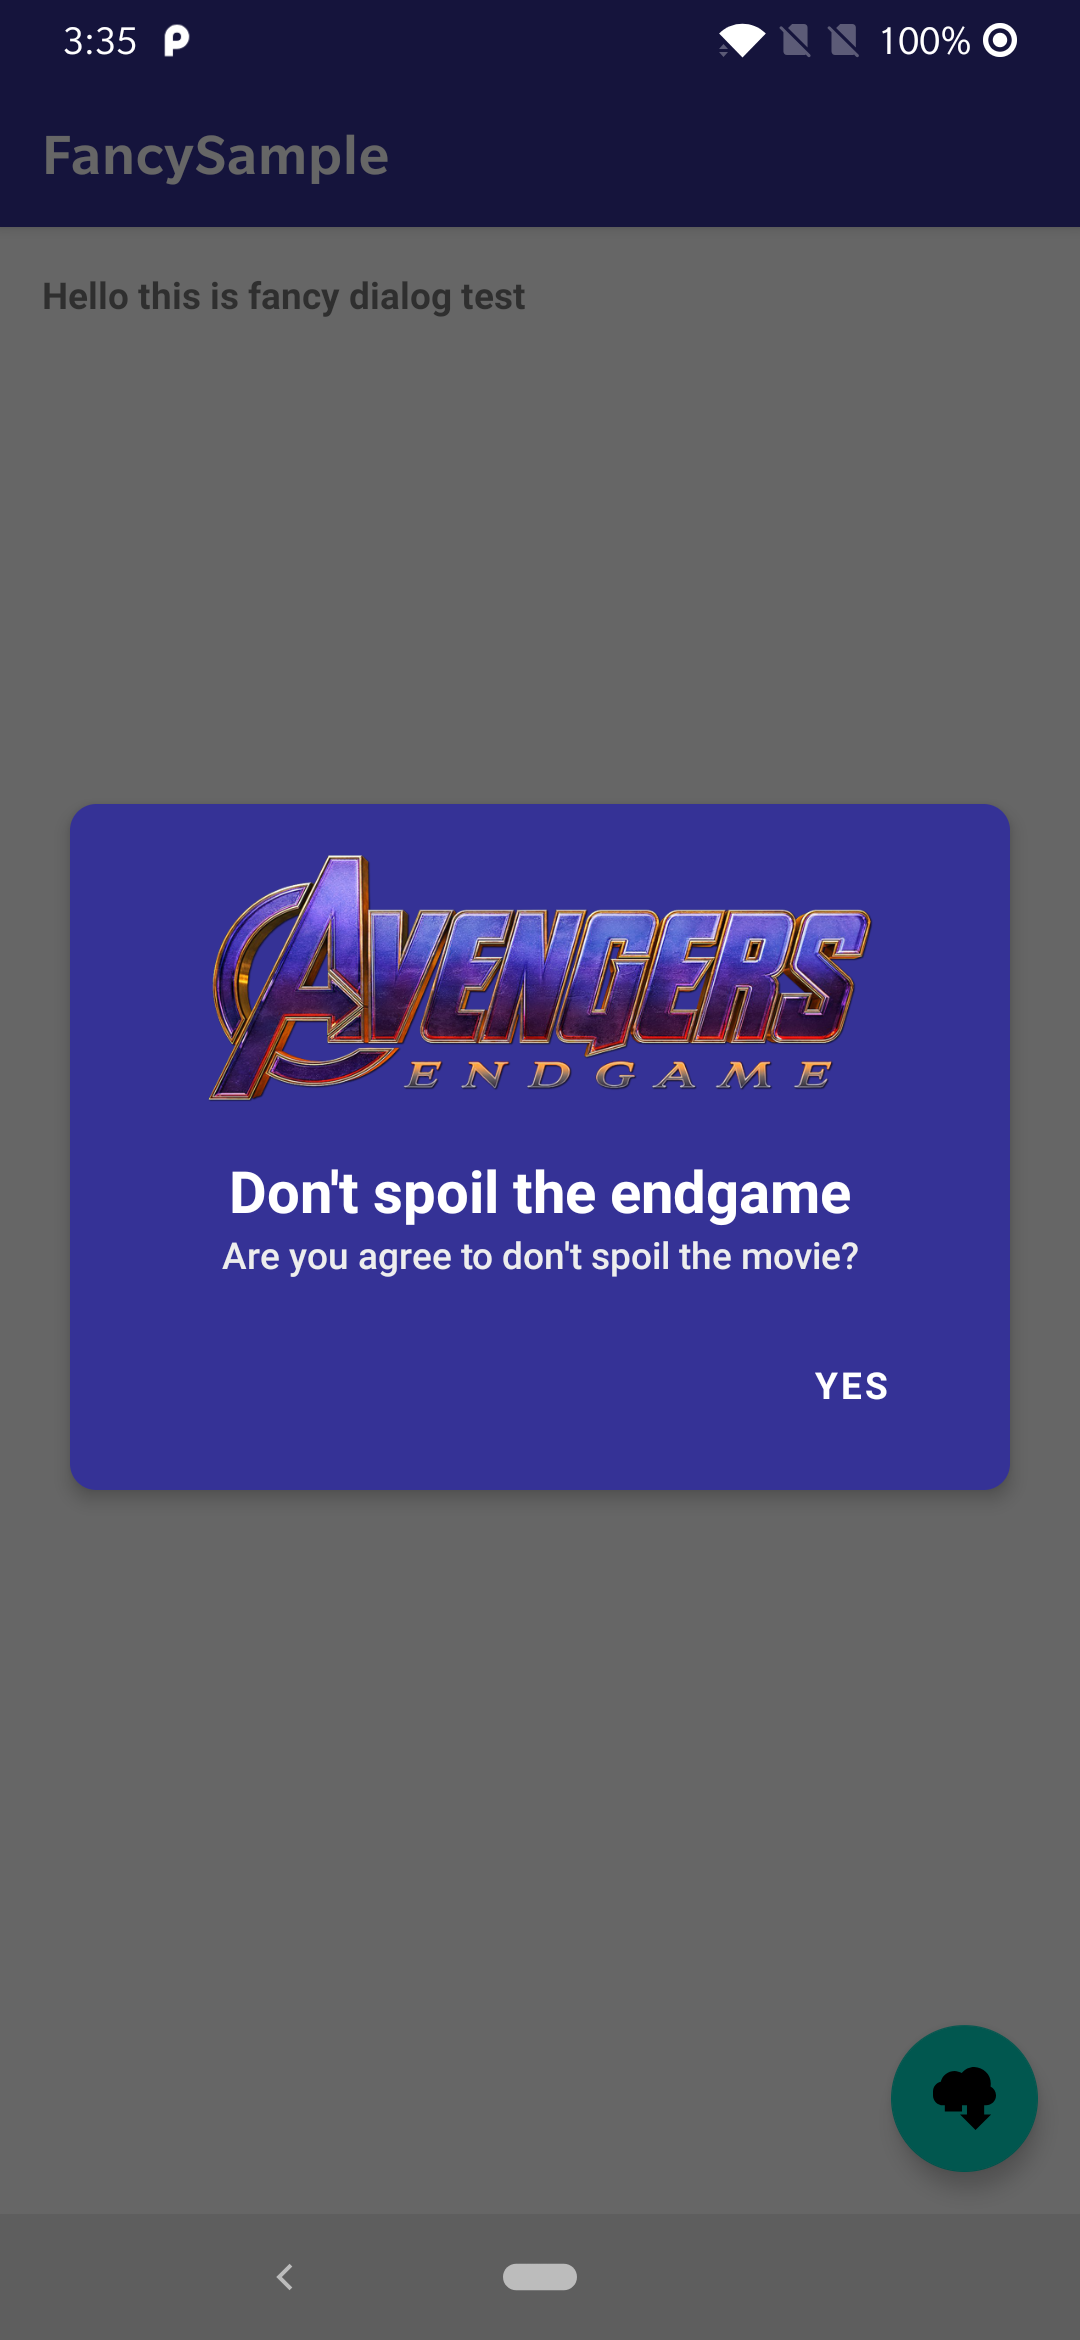 3:35
100%
FancySample
Hello this is fancy dialog test
AVENGERS
ENDGAME
Don't spoil the endgame
Are you agree to don't spoil the movie?
YES